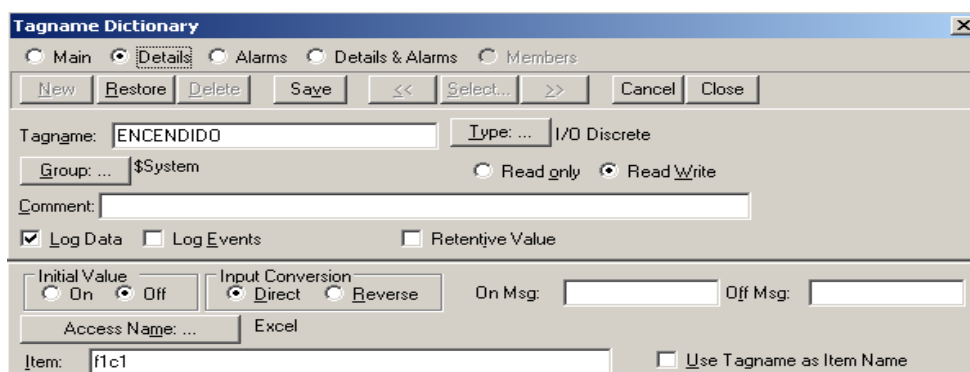 Tagname Dictionary
Main Details Alarms Details & Alarms Members
New Restore Delete Save << Select... >> Cancel Close
Tagname: ENCENDIDO Type: ... I/O Discrete
Group: ... $System Read only Read Write
Comment:
Log Data Log Events Retentive Value
Initial Value Input Conversion
On Off Direct Reverse On Msg: Off Msg:
Access Name: ... Excel
Item: f1c1 Use Tagname as Item Name